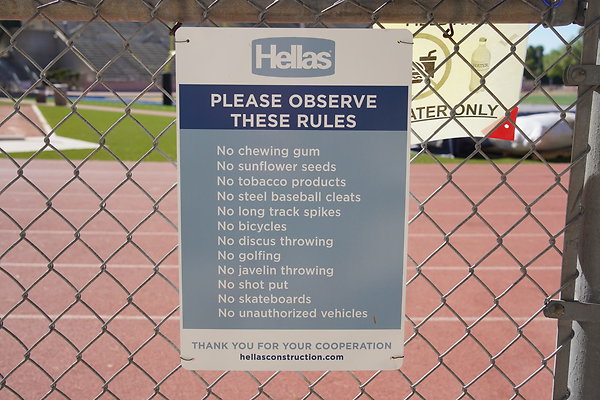 Hellas
PLEASE OBSERVE
THESE RULES
No chewing gum
No sunflower seeds
No tobacco products
No steel baseball cleats
No long track spikes
No bicycles
No discus throwing
No golfing
No javelin throwing
No shot put
No skateboards
No unauthorized vehicles
THANK YOU FOR YOUR COOPERATION
hellasconstruction.com
ONLY